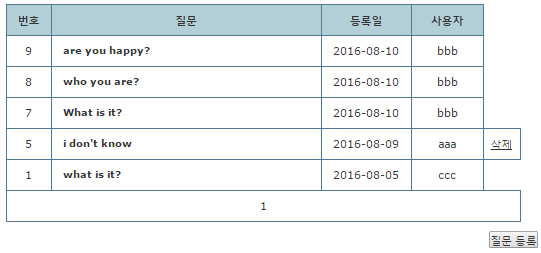 번호 질문 등록일 사용자
9 are you happy? 2016-08-10 bbb
8 who you are? 2016-08-10 bbb
7 What is it? 2016-08-10 bbb
5 i don't know 2016-08-09 aaa 삭제
1 what is it? 2016-08-05 ccc
1
질문 등록